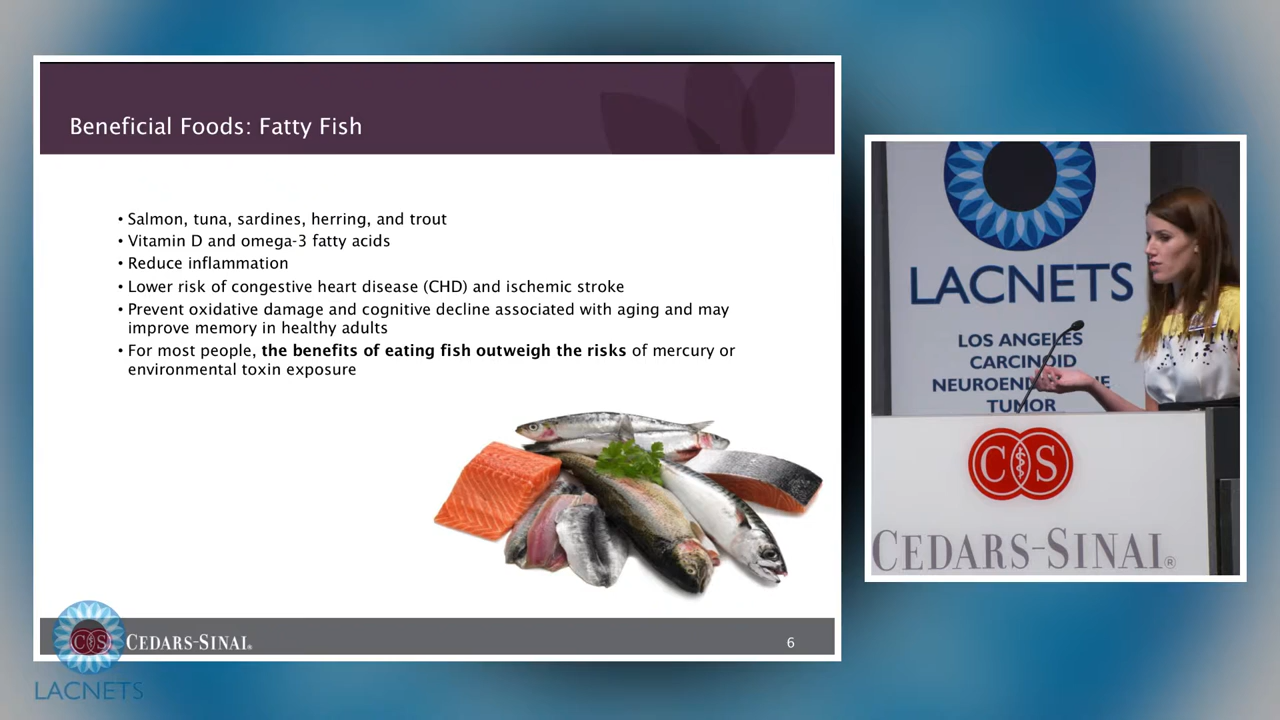 Beneficial Foods: Fatty Fish
• Salmon, tuna, sardines, herring, and trout
• Vitamin D and omega-3 fatty acids
• Reduce inflammation
• Lower risk of congestive heart disease (CHD) and ischemic stroke
• Prevent oxidative damage and cognitive decline associated with aging and may
improve memory in healthy adults
• For most people, the benefits of eating fish outweigh the risks of mercury or
environmental toxin exposure
CS
CEDARS-SINAI®
6
LACNETS
LACNETS
LOS ANGELES
CARCINOID
TUMOR
CS
CEDARS-SINAI®